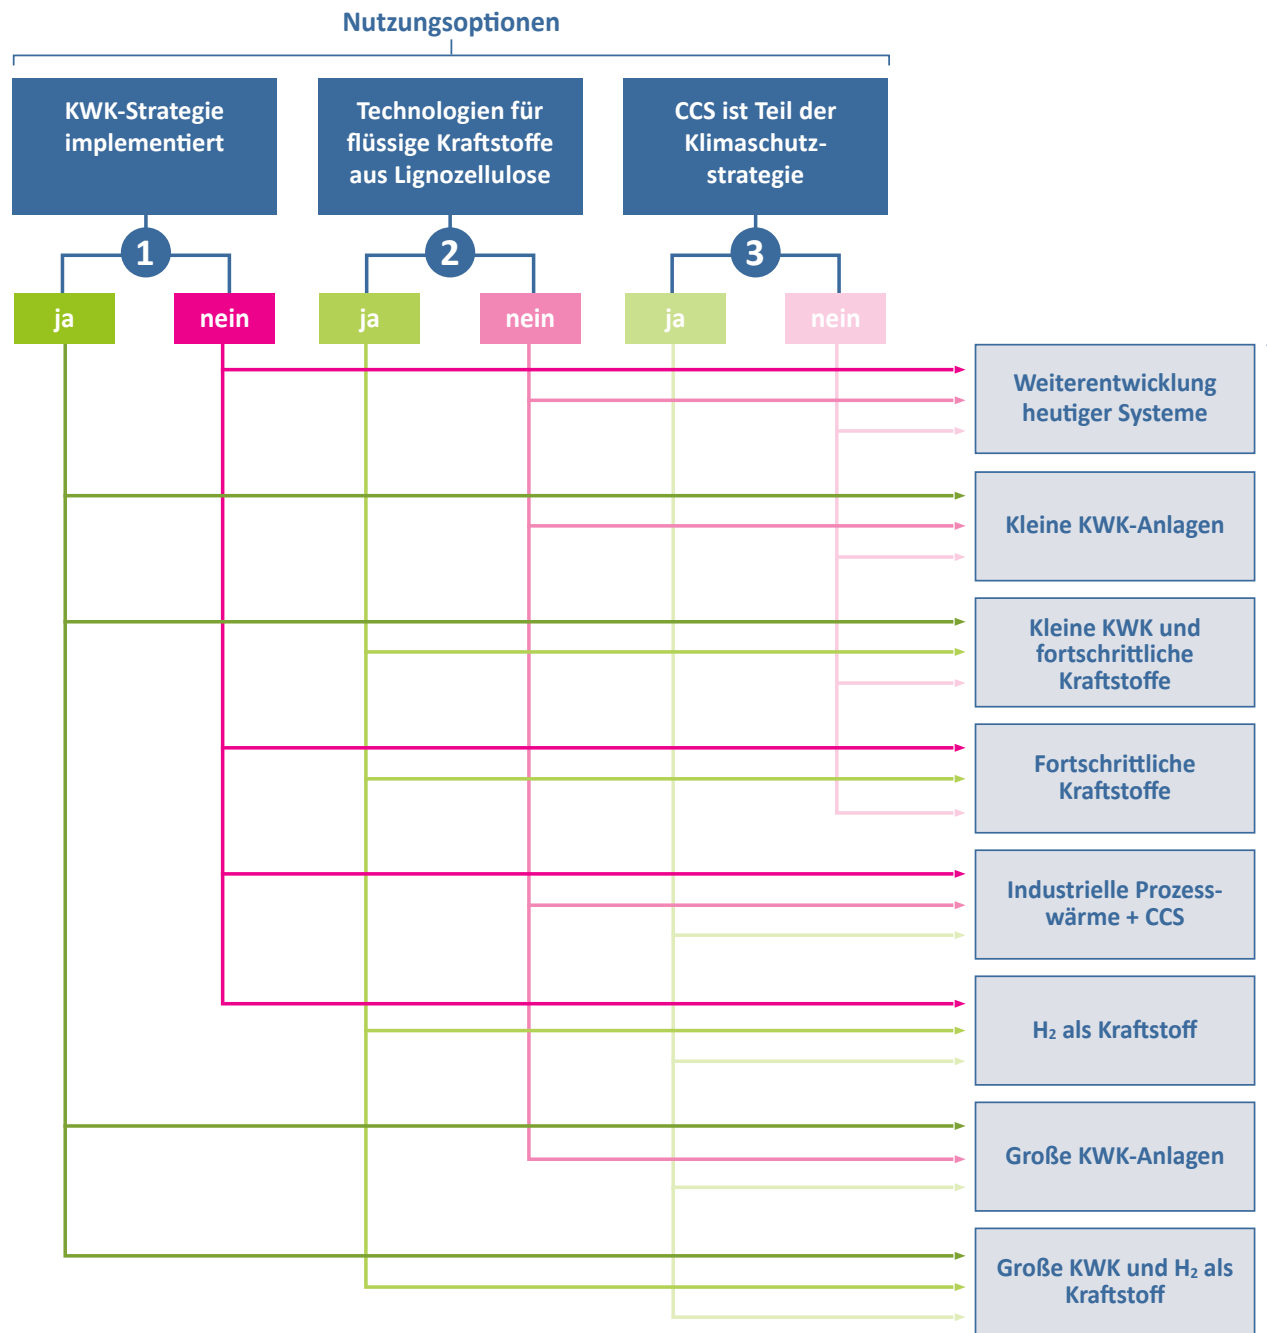 Nutzungsoptionen
KWK-Strategie
implementiert
Technologien für
flüssige Kraftstoffe
aus Lignozellulose
CCS ist Teil der
Klimaschutz-
strategie
1
2
3
ja
nein
ja
nein
ja
nein
Weiterentwicklung
heutiger Systeme
Kleine KWK-Anlagen
Kleine KWK und
fortschrittliche
Kraftstoffe
Fortschrittliche
Kraftstoffe
Industrielle Prozess-
wärme + CCS
H₂ als Kraftstoff
Große KWK-Anlagen
Große KWK und H₂ als
Kraftstoff